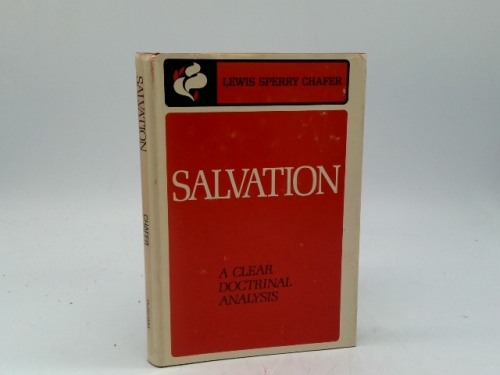 LEWIS SPERRY CHAFER
SALVATION
A CLEAR
DOCTRINAL
ANALYSIS
SALVATION
CHAFER